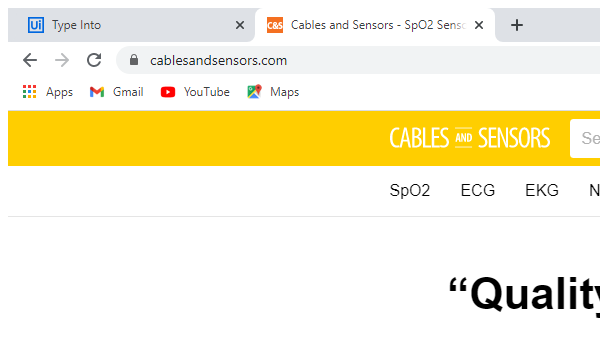 Ui Type Into
C&S Cables and Sensors - SpO2 Senso
cablesandsensors.com
Apps Gmail YouTube Maps
CABLES AND SENSORS Se
SpO2 ECG EKG N
“Quality